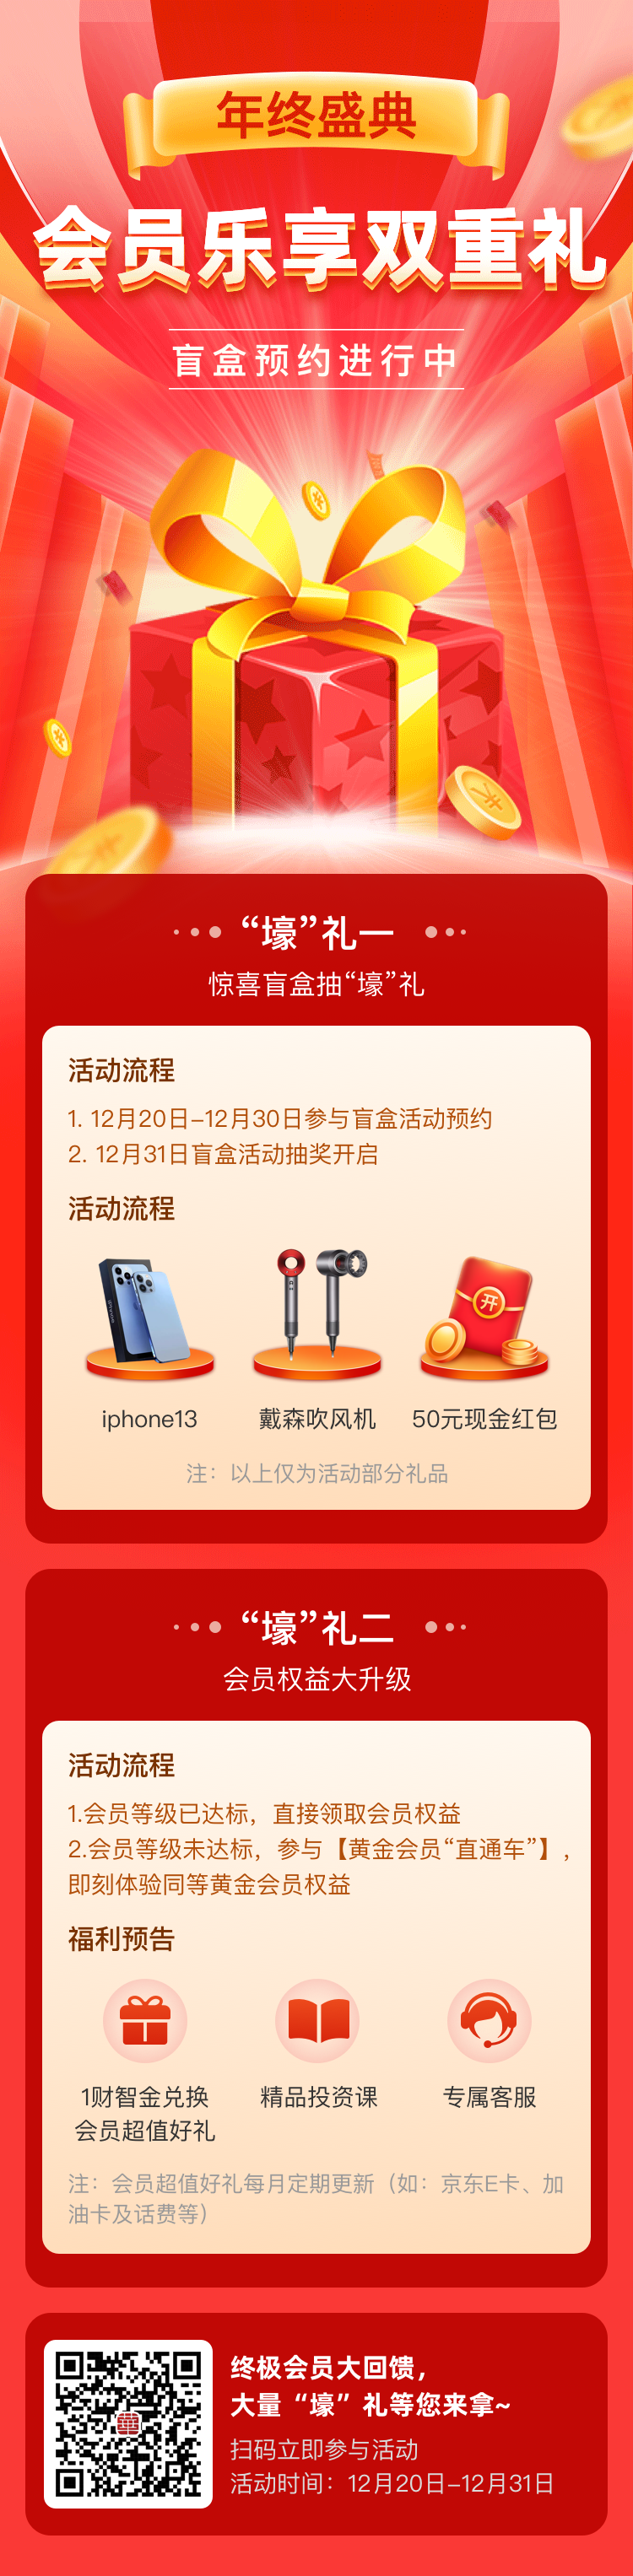 年终盛典
会员乐享双重礼
盲盒预约进行中
“壕”礼一
惊喜盲盒抽“壕”礼
活动流程
1. 12月20日-12月30日参与盲盒活动预约
2. 12月31日盲盒活动抽奖开启
活动流程
开
iphone13 戴森吹风机 50元现金红包
注：以上仅为活动部分礼品
“壕”礼二
会员权益大升级
活动流程
1.会员等级已达标，直接领取会员权益
2.会员等级未达标，参与【黄金会员“直通车”】，
即刻体验同等黄金会员权益
福利预告
1财智金兑换 精品投资课 专属客服
会员超值好礼
注：会员超值好礼每月定期更新（如：京东E卡、加
油卡及话费等）
终极会员大回馈，
大量“壕”礼等您来拿~
扫码立即参与活动
活动时间：12月20日-12月31日